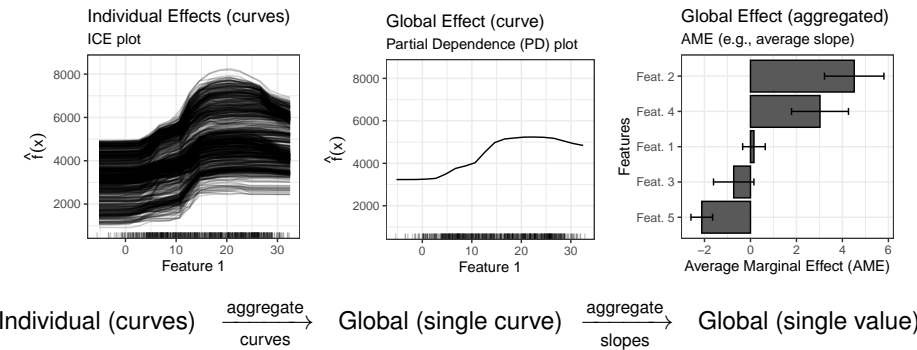 Individual Effects (curves)
ICE plot
8000
6000
4000
2000
f̂(x)
0
10
20
30
Feature 1
Global Effect (curve)
Partial Dependence (PD) plot
8000
6000
4000
2000
f̂(x)
0
10
20
30
Feature 1
Global Effect (aggregated)
AME (e.g., average slope)
Features
Feat. 2
Feat. 4
Feat. 1
Feat. 3
Feat. 5
−2
0
2
4
6
Average Marginal Effect (AME)
Individual (curves)
aggregate
curves
Global (single curve)
aggregate
slopes
Global (single value)